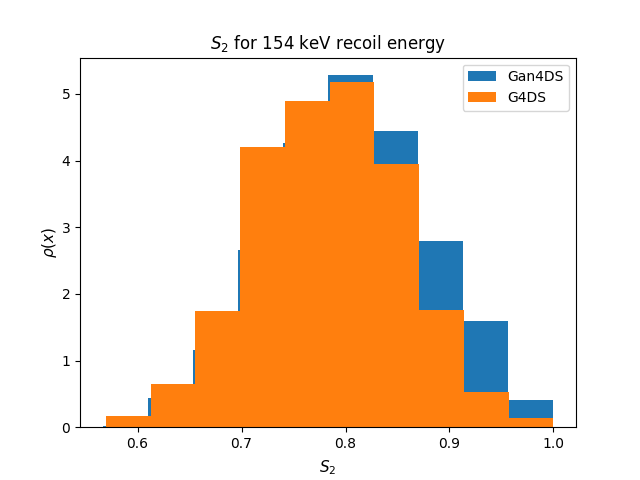 S₂ for 154 keV recoil energy
Gan4DS
G4DS
ρ(x)
5
4
3
2
1
0
0.6 0.7 0.8 0.9 1.0
S₂